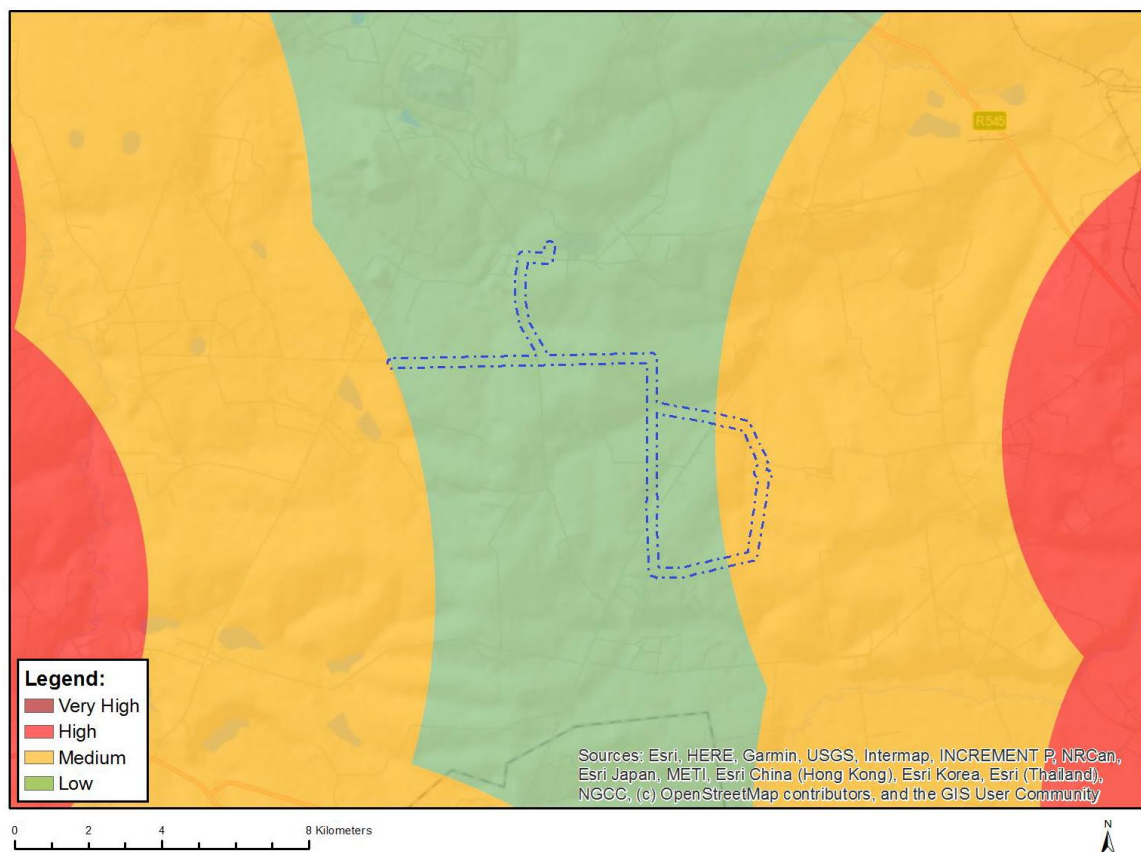 R545
Legend:
Very High
High
Medium
Low
Sources: Esri, HERE, Garmin, USGS, Intermap, INCREMENT P, NRCan,
Esri Japan, METI, Esri China (Hong Kong), Esri Korea, Esri (Thailand),
NGCC, (c) OpenStreetMap contributors, and the GIS User Community
0 2 4 8 Kilometers
N